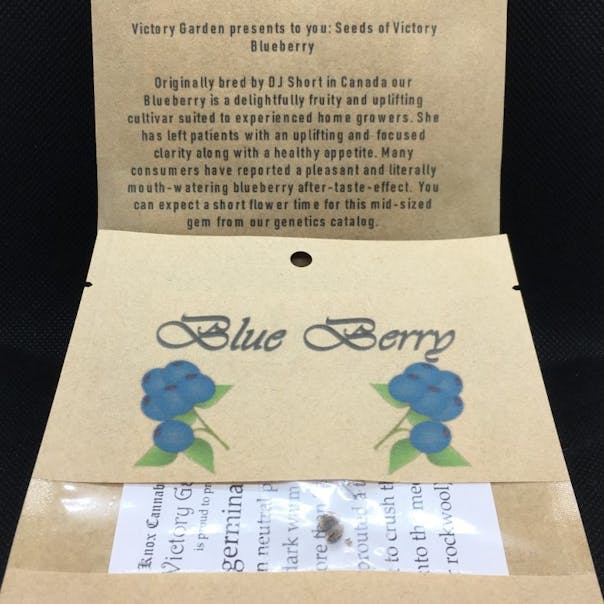 Victory Garden presents to you: Seeds of Victory
Blueberry
Originally bred by DJ Short in Canada our
Blueberry is a delightfully fruity and uplifting
cultivar suited to experienced home growers. She
has left patients with an uplifting and focused
clarity along with a healthy appetite. Many
consumers have reported a pleasant and literally
mouth-watering blueberry after-taste-effect. You
can expect a short flower time for this mid-sized
gem from our genetics catalog.
Blue Berry
Knox Cannab
Victory Ga
is proud to pr
germina
n neutral p
dark warm
ore than
around a
to crush t
nto the me
rockwool